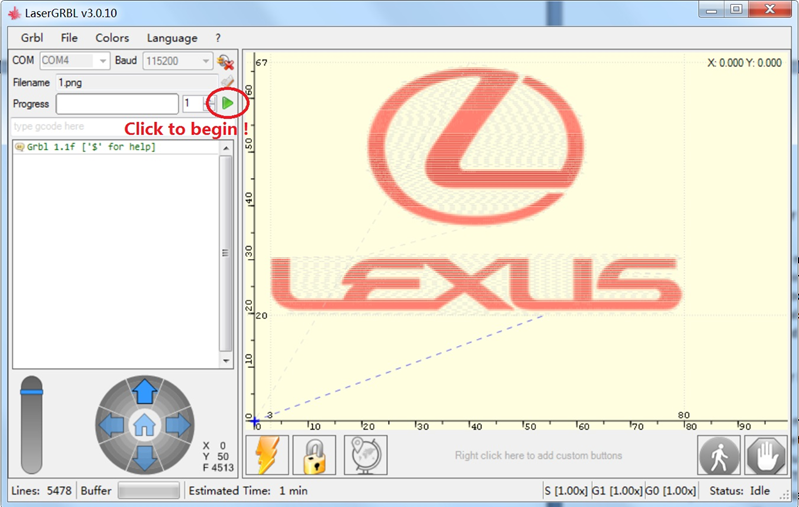 LaserGRBL v3.0.10
Grbl File Colors Language ?
COM COM4 Baud 115200
Filename 1.png
Progress 1
type gcode here
Click to begin !
Grbl 1.1f ['$' for help]
X: 0.000 Y: 0.000
67
60
50
40
30
20
20
10
0
3
0 10 20 30 40 50 60 70 80 90
80
LEXUS
X 0
Y 50
F 4513
Right click here to add custom buttons
Lines: 5478 Buffer Estimated Time: 1 min S [1.00x] G1 [1.00x] G0 [1.00x] Status: Idle